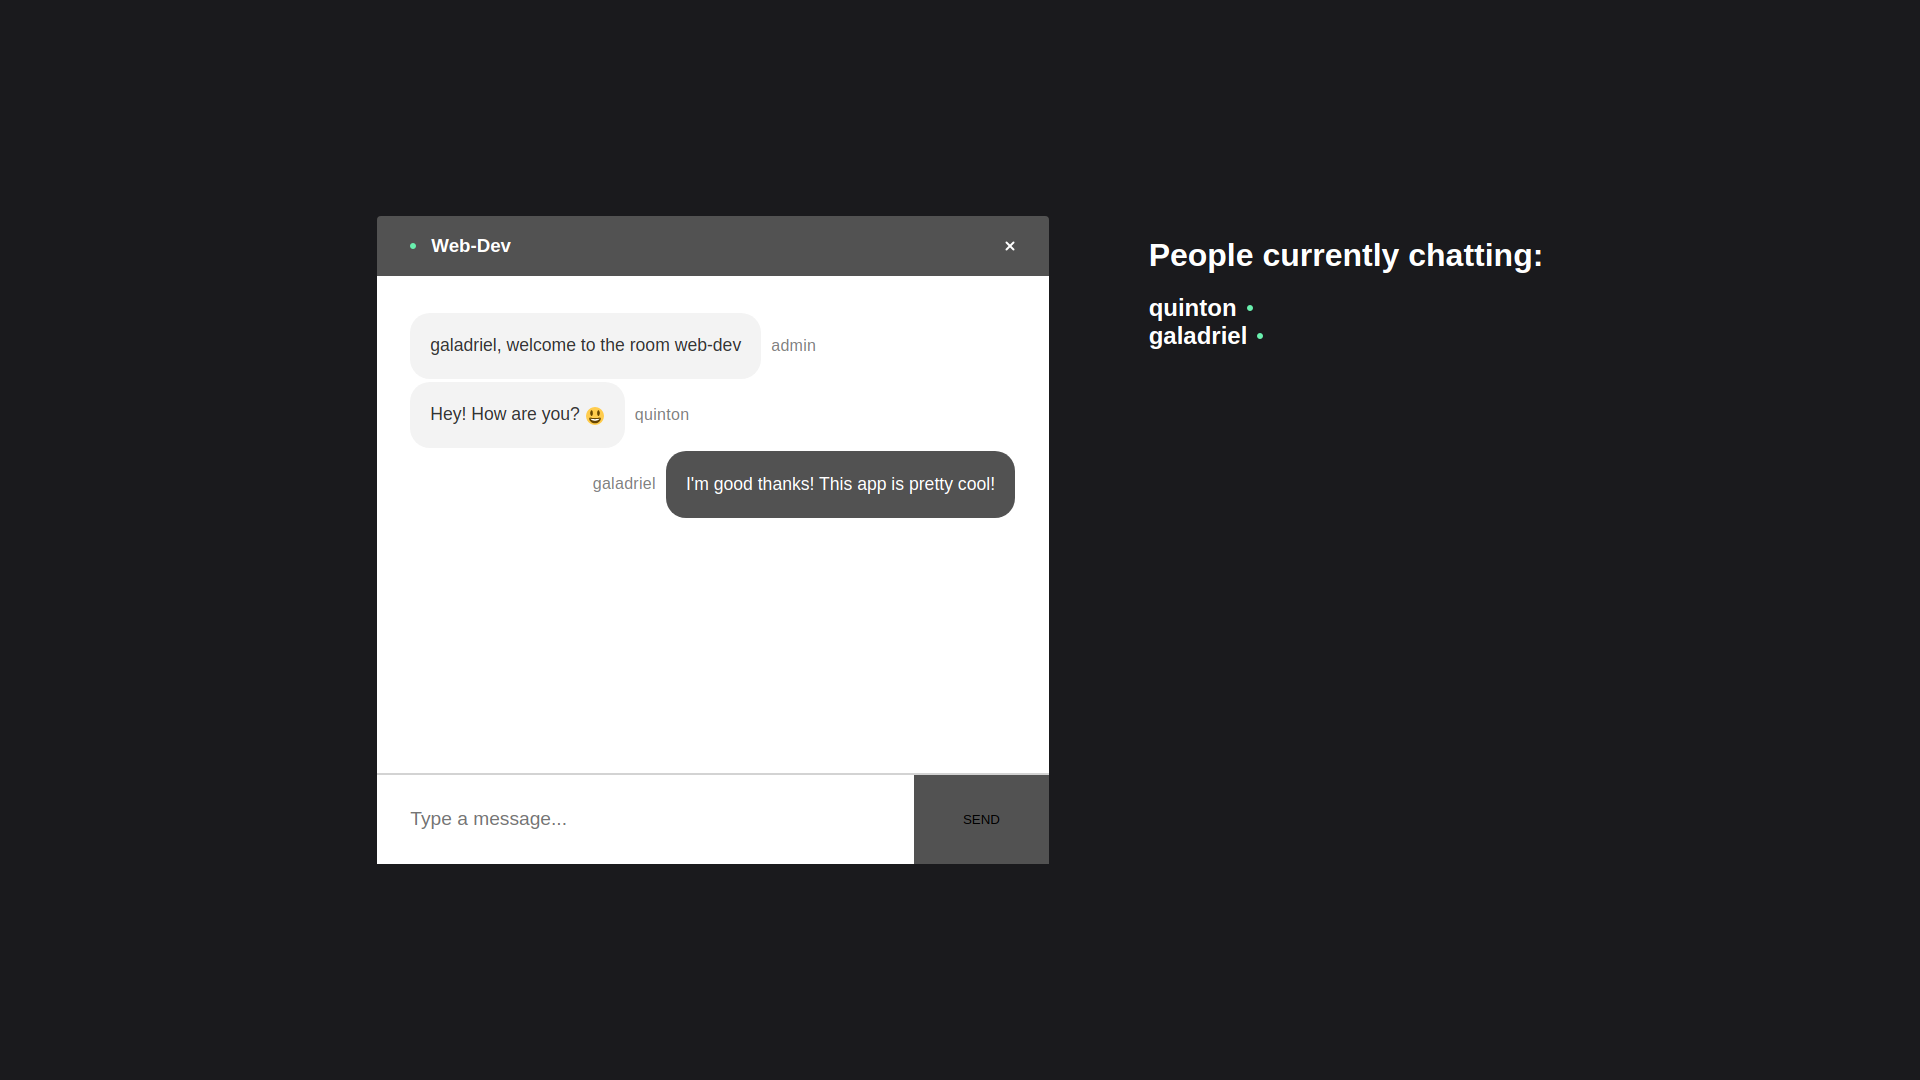 Web-Dev
galadriel, welcome to the room web-dev admin
Hey! How are you? 😃 quinton
galadriel I'm good thanks! This app is pretty cool!
Type a message...
SEND
People currently chatting:
quinton
galadriel